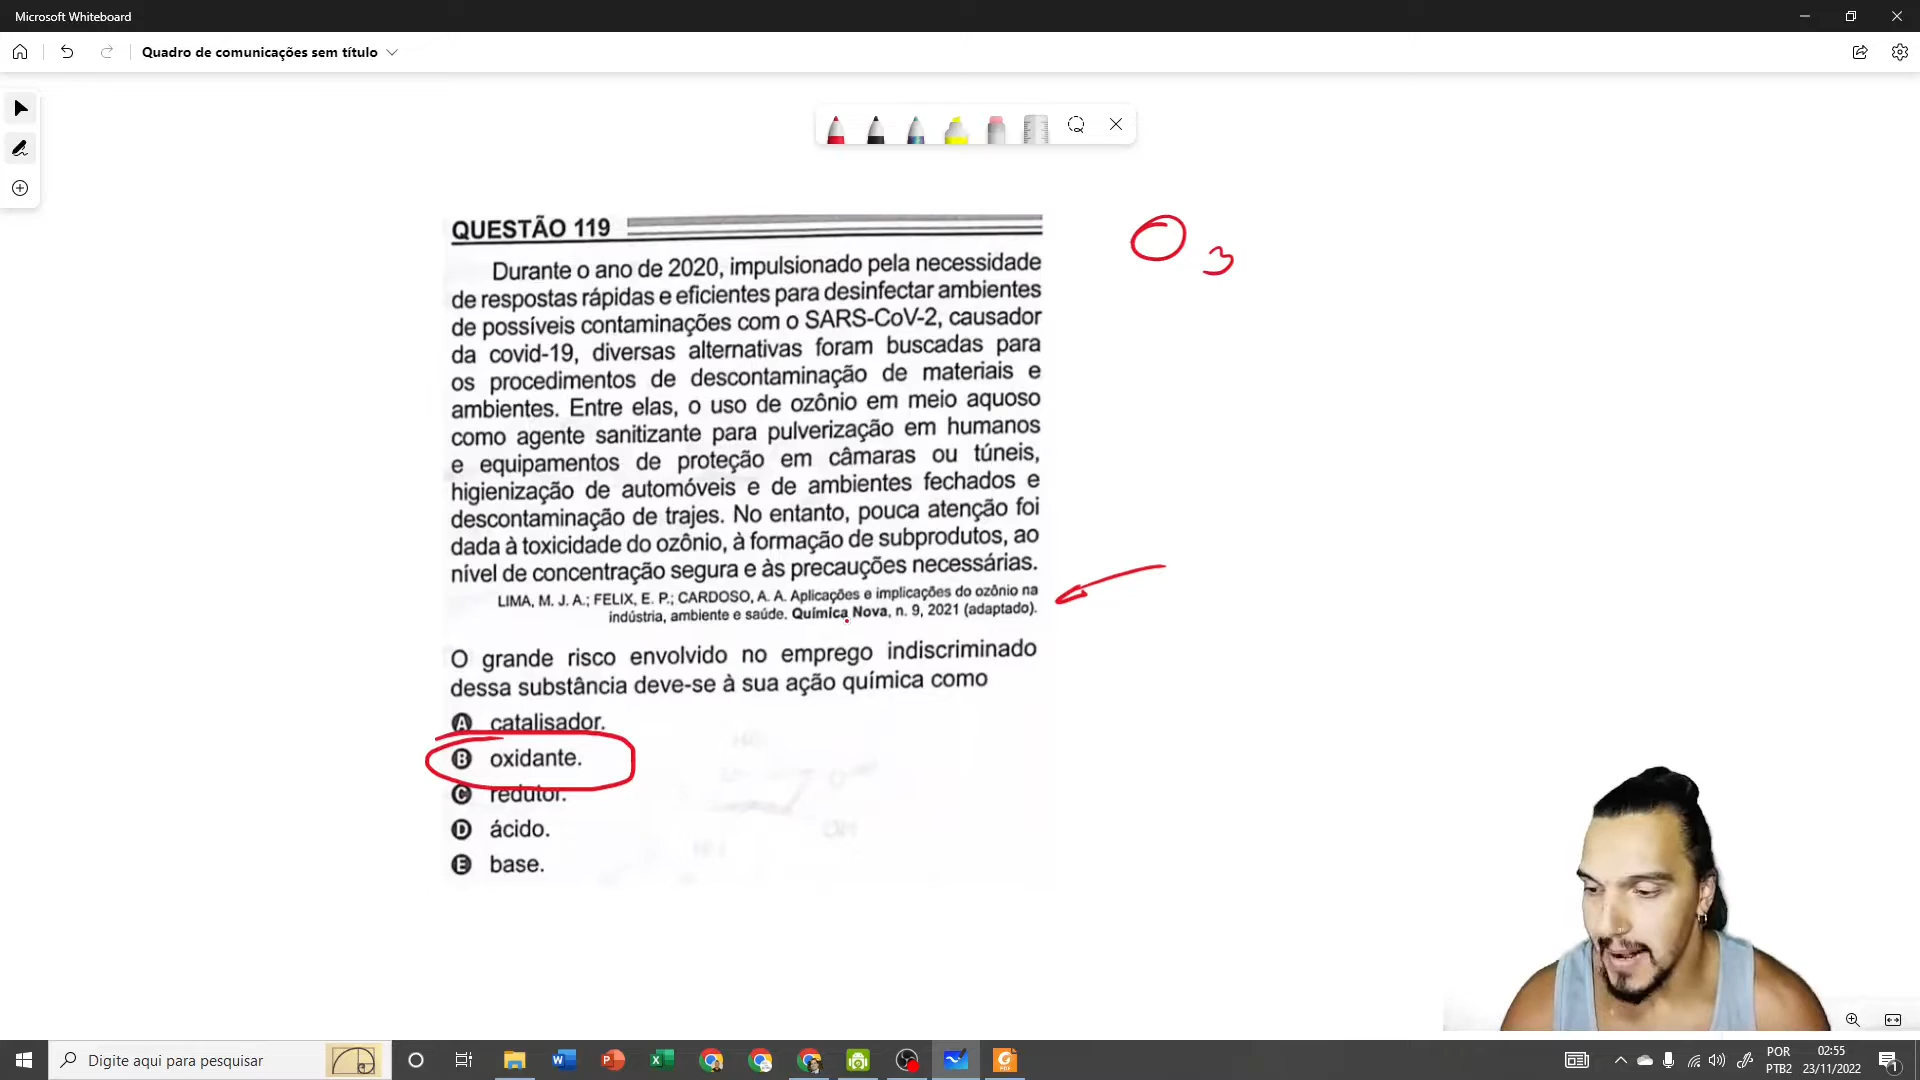 Microsoft Whiteboard
Quadro de comunicações sem título
QUESTÃO 119
O3
Durante o ano de 2020, impulsionado pela necessidade
de respostas rápidas e eficientes para desinfectar ambientes
de possíveis contaminações com o SARS-CoV-2, causador
da covid-19, diversas alternativas foram buscadas para
os procedimentos de descontaminação de materiais e
ambientes. Entre elas, o uso de ozônio em meio aquoso
como agente sanitizante para pulverização em humanos
e equipamentos de proteção em câmaras ou túneis,
higienização de automóveis e de ambientes fechados e
descontaminação de trajes. No entanto, pouca atenção foi
dada à toxicidade do ozônio, à formação de subprodutos, ao
nível de concentração segura e às precauções necessárias.
LIMA, M. J. A.; FELIX, E. P.; CARDOSO, A. A. Aplicações e implicações do ozônio na
indústria, ambiente e saúde. Química Nova, n. 9, 2021 (adaptado).
O grande risco envolvido no emprego indiscriminado
dessa substância deve-se à sua ação química como
A catalisador.
B oxidante.
C redutor.
D ácido.
E base.
Digite aqui para pesquisar
POR
PTB2
02:55
23/11/2022
1